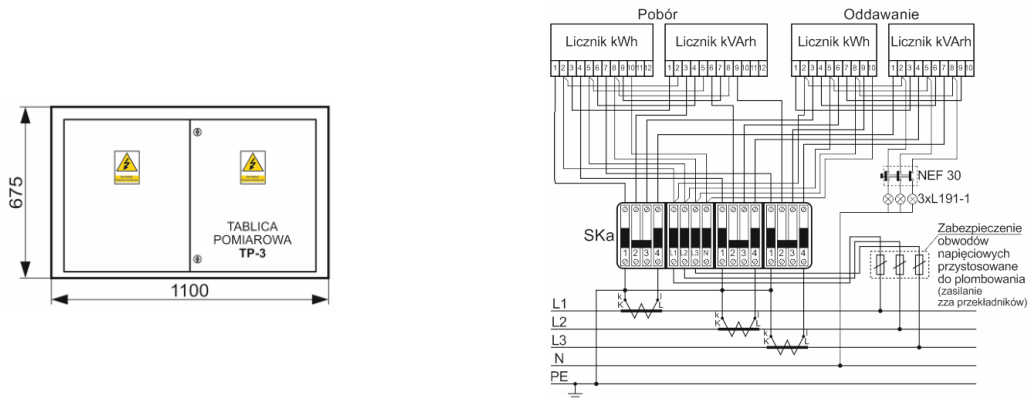 675
TABLICA
POMIAROWA
TP-3
1100
Pobór Oddawanie
Licznik kWh Licznik kVArh Licznik kWh Licznik kVArh
1 2 3 4 5 6 7 8 9 10 11 12 1 2 3 4 5 6 7 8 9 10 11 12 1 2 3 4 5 6 7 8 9 10 1 2 3 4 5 6 7 8 9 10
NEF 30
3xL191-1
SKa
1 2 3 4 L1 L2 L3 N 1 2 3 4 1 2 3 4
Zabezpieczenie
obwodów
napięciowych
przystosowane
do plombowania
(zasilanie
zza przekładników)
k l
K L
L1
k l
K L
L2
k l
K L
L3
N
PE